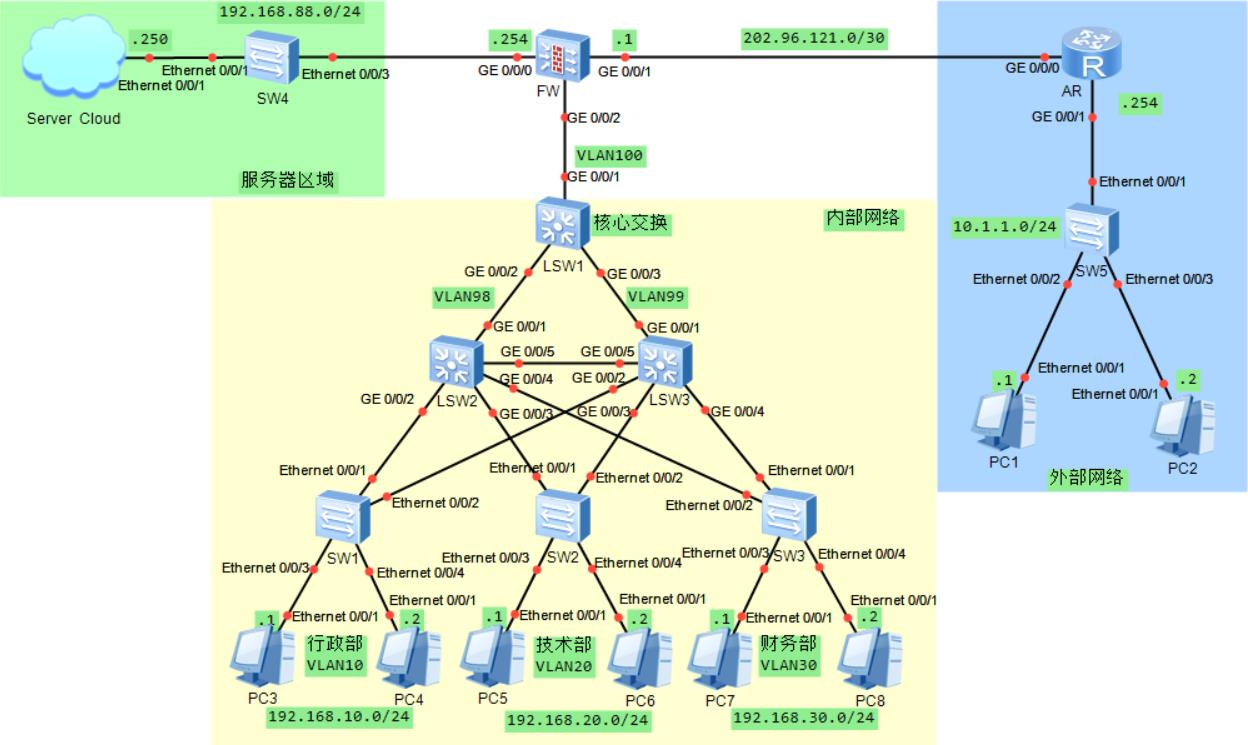 192.168.88.0/24
.250
.254
.1
202.96.121.0/30
Ethernet 0/0/1
Ethernet 0/0/1
Ethernet 0/0/3
GE 0/0/0
GE 0/0/1
GE 0/0/0
SW4
FW
AR
Server Cloud
GE 0/0/2
GE 0/0/1
.254
VLAN100
服务器区域
GE 0/0/1
Ethernet 0/0/1
核心交换
内部网络
10.1.1.0/24
LSW1
SW5
GE 0/0/2
GE 0/0/3
Ethernet 0/0/2
Ethernet 0/0/3
VLAN98
VLAN99
GE 0/0/1
GE 0/0/1
GE 0/0/5
GE 0/0/5
GE 0/0/4
GE 0/0/2
.1
Ethernet 0/0/1
.2
Ethernet 0/0/1
GE 0/0/2
LSW2
GE 0/0/3
GE 0/0/3
LSW3
GE 0/0/4
PC1
PC2
外部网络
Ethernet 0/0/1
Ethernet 0/0/1
Ethernet 0/0/1
Ethernet 0/0/2
Ethernet 0/0/2
Ethernet 0/0/2
SW1
SW2
SW3
Ethernet 0/0/3
Ethernet 0/0/4
Ethernet 0/0/3
Ethernet 0/0/4
Ethernet 0/0/3
Ethernet 0/0/4
.1
Ethernet 0/0/1
Ethernet 0/0/1
.2
.1
Ethernet 0/0/1
Ethernet 0/0/1
.2
.1
Ethernet 0/0/1
Ethernet 0/0/1
.2
行政部
VLAN10
技术部
VLAN20
财务部
VLAN30
PC3
PC4
PC5
PC6
PC7
PC8
192.168.10.0/24
192.168.20.0/24
192.168.30.0/24